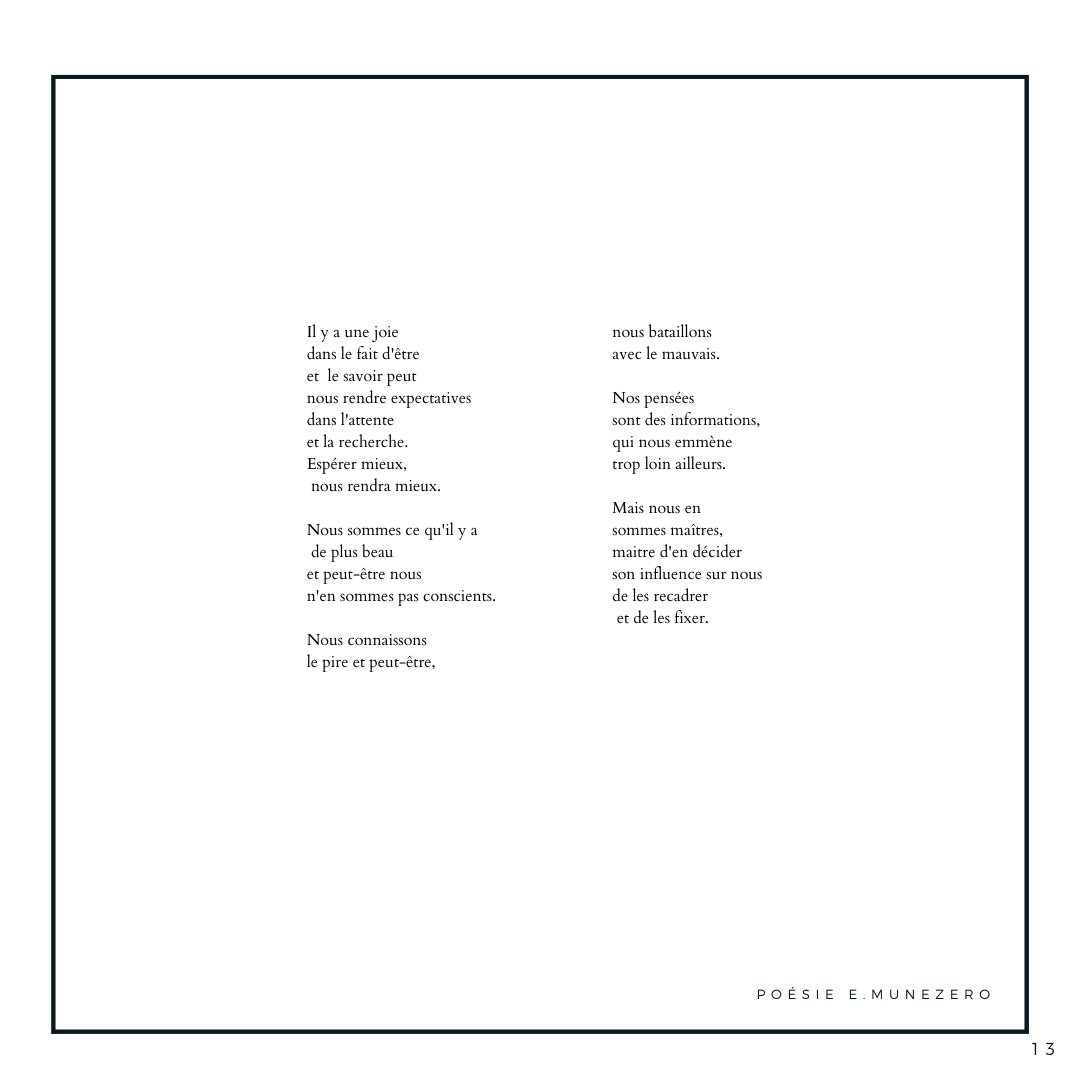 Il y a une joie
dans le fait d'être
et  le savoir peut
nous rendre expectatives
dans l'attente
et la recherche.
Espérer mieux,
nous rendra mieux.

Nous sommes ce qu'il y a
de plus beau
et peut-être nous
n'en sommes pas conscients.

Nous connaissons
le pire et peut-être,
nous bataillons
avec le mauvais.

Nos pensées
sont des informations,
qui nous emmène
trop loin ailleurs.

Mais nous en
sommes maîtres,
maitre d'en décider
son influence sur nous
de les recadrer
et de les fixer.

POÉSIE E.MUNEZERO
13